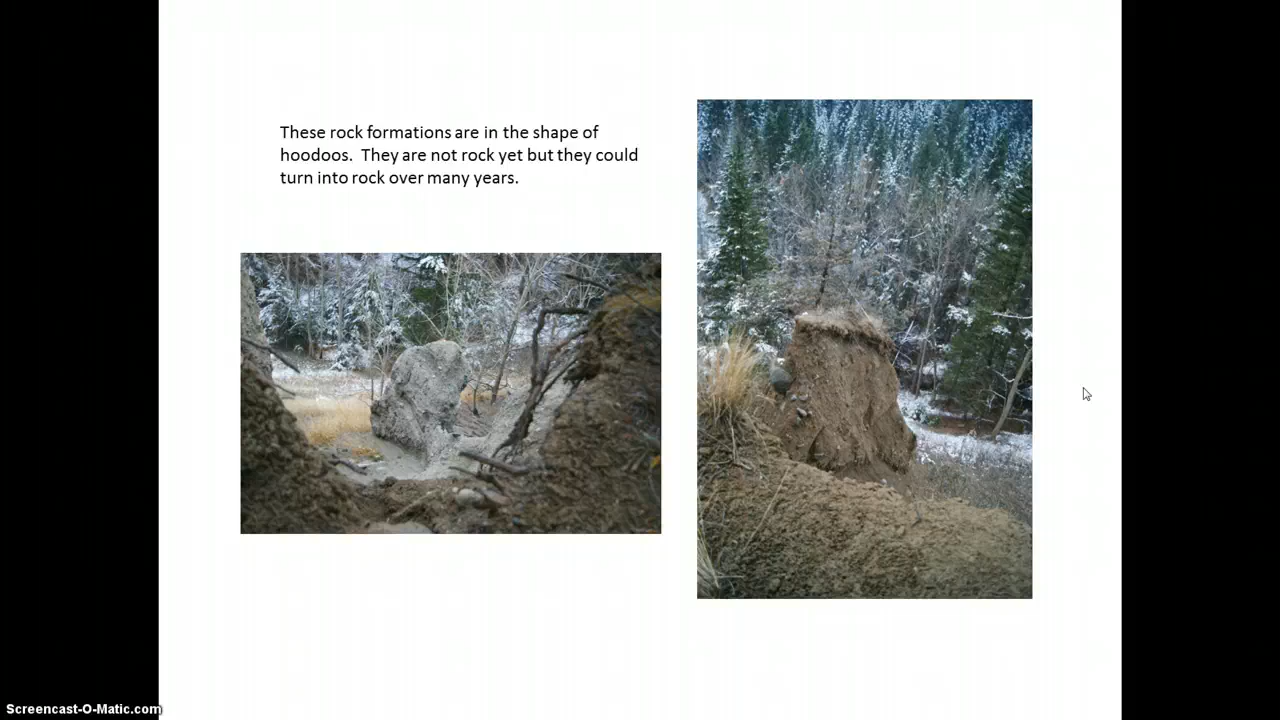 These rock formations are in the shape of
hoodoos. They are not rock yet but they could
turn into rock over many years.
Screencast-O-Matic.com